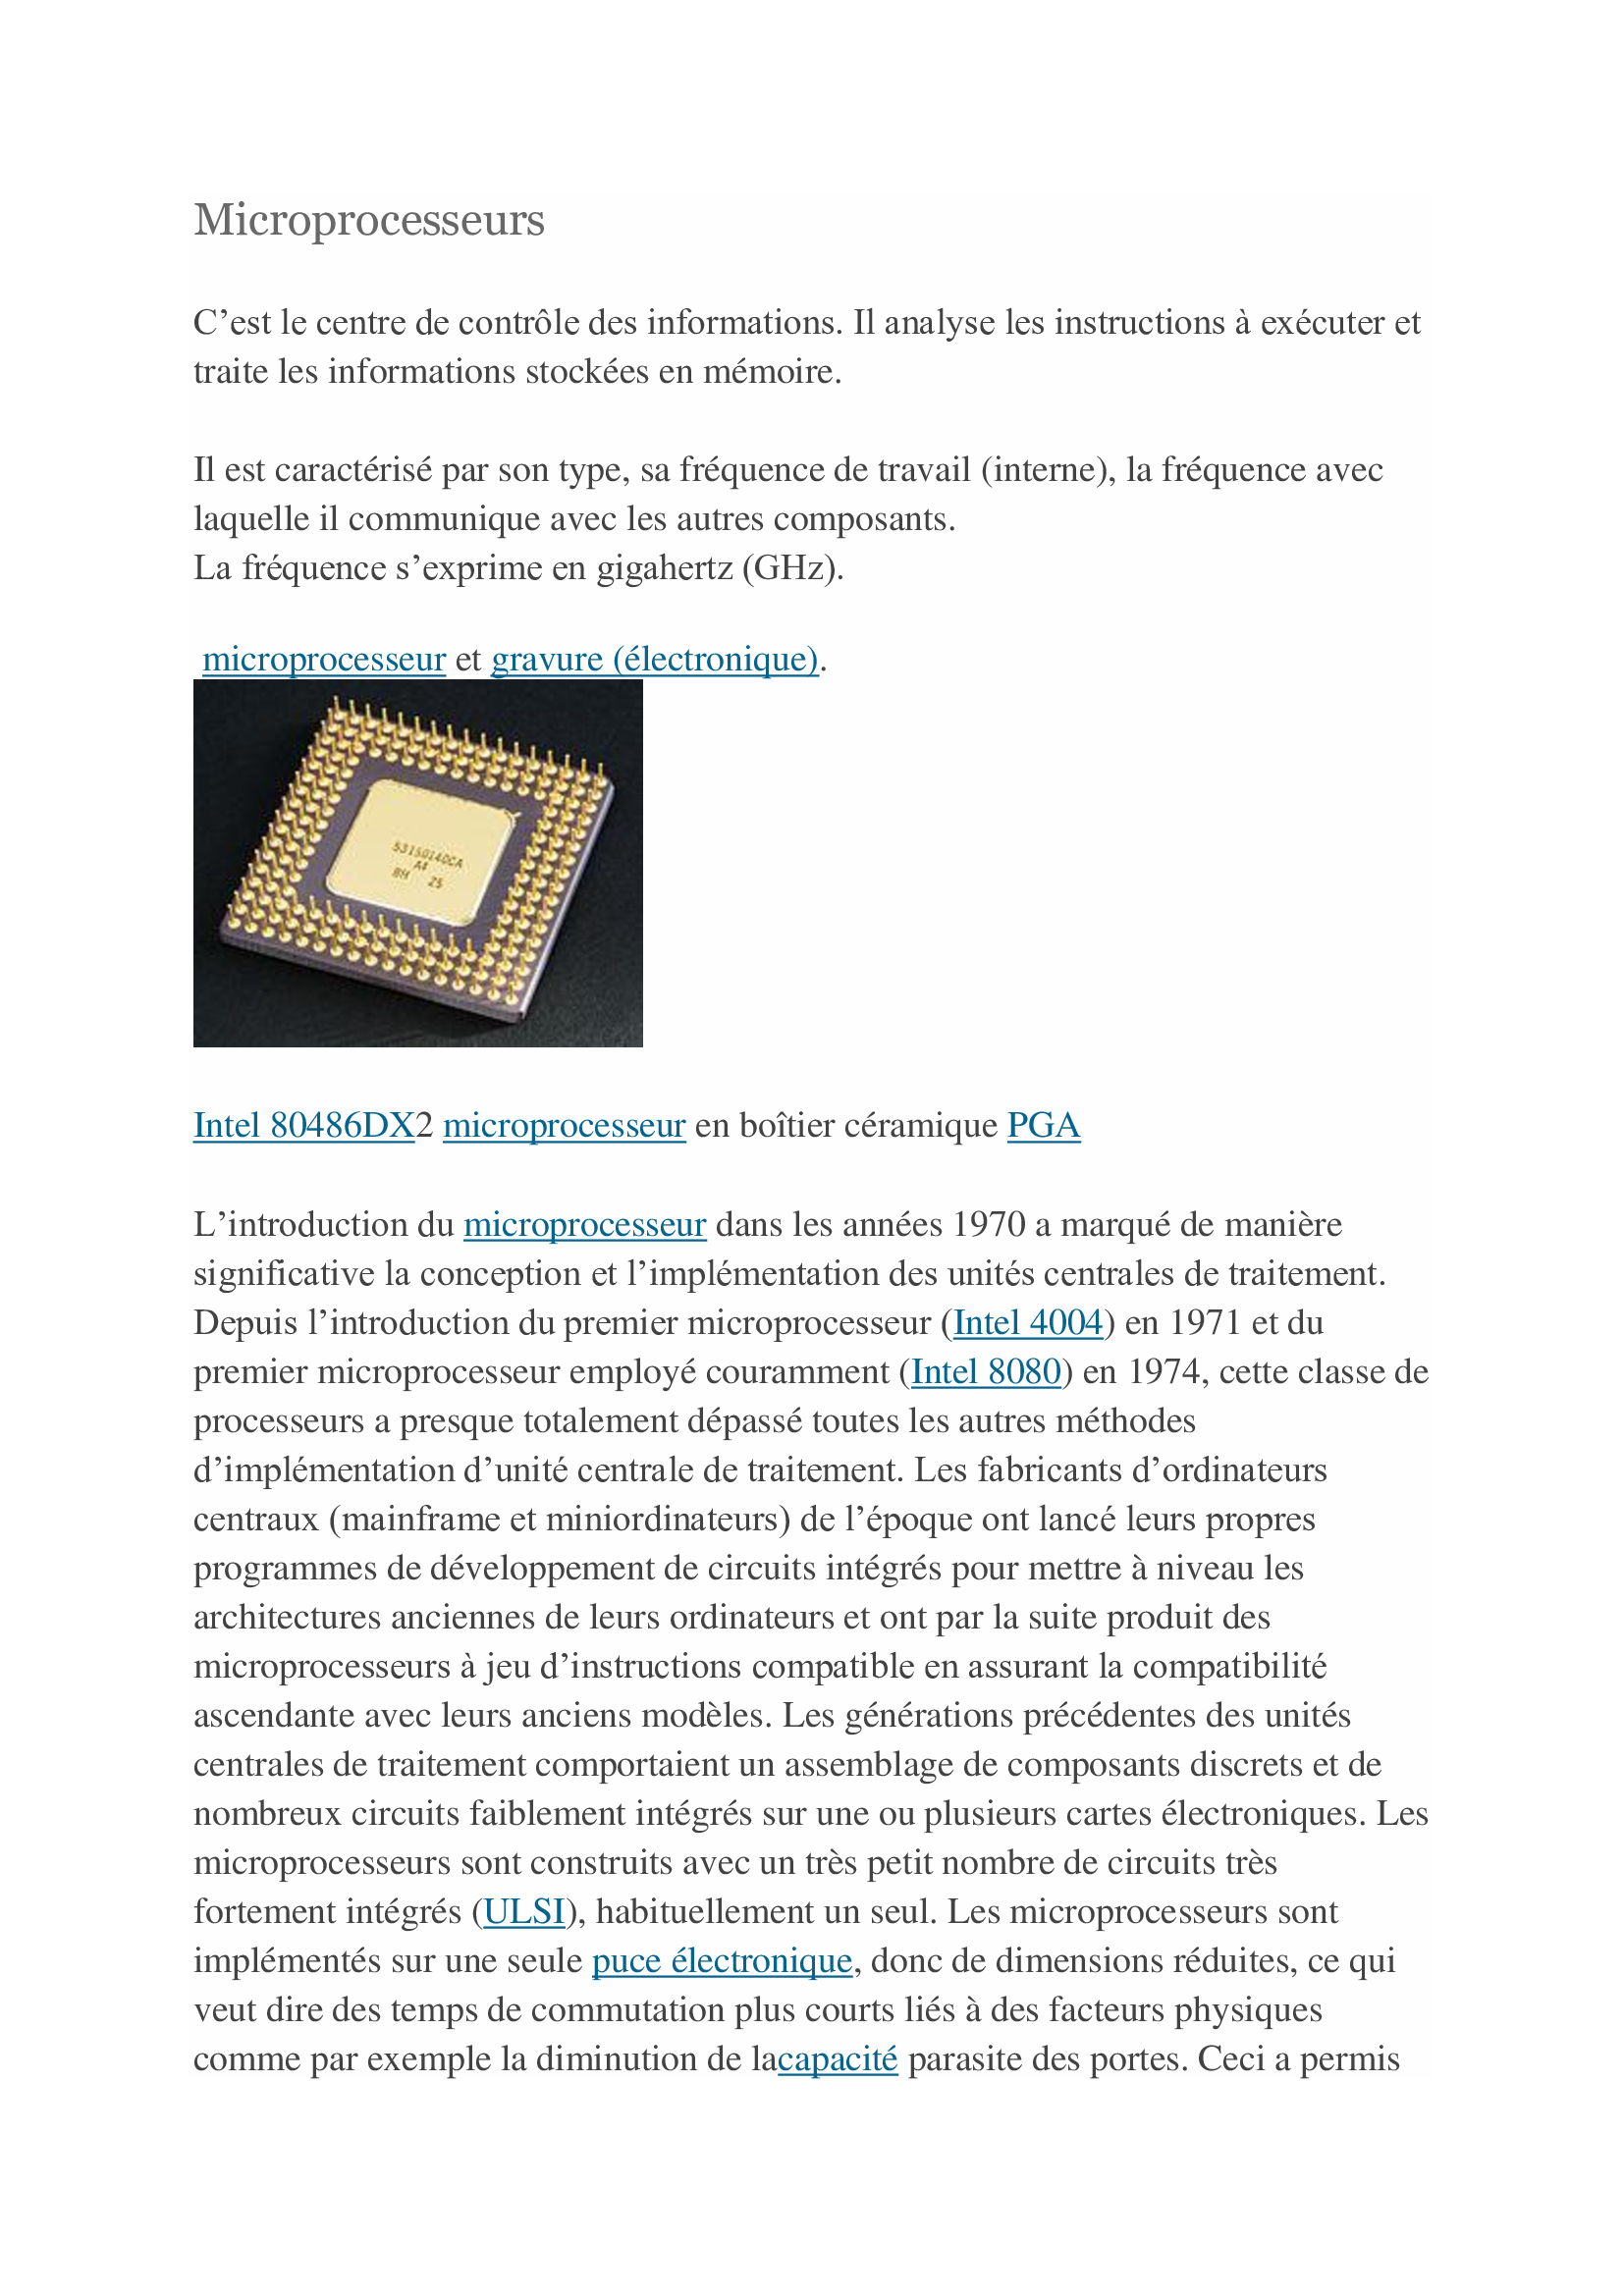 Microprocesseurs
C’est le centre de contrôle des informations. Il analyse les instructions à exécuter et
traite les informations stockées en mémoire.
Il est caractérisé par son type, sa fréquence de travail (interne), la fréquence avec
laquelle il communique avec les autres composants.
La fréquence s’exprime en gigahertz (GHz).
microprocesseur et gravure (électronique).
53150140CA
A4
8H 25
Intel 80486DX2 microprocesseur en boîtier céramique PGA
L’introduction du microprocesseur dans les années 1970 a marqué de manière
significative la conception et l’implémentation des unités centrales de traitement.
Depuis l’introduction du premier microprocesseur (Intel 4004) en 1971 et du
premier microprocesseur employé couramment (Intel 8080) en 1974, cette classe de
processeurs a presque totalement dépassé toutes les autres méthodes
d’implémentation d’unité centrale de traitement. Les fabricants d’ordinateurs
centraux (mainframe et miniordinateurs) de l’époque ont lancé leurs propres
programmes de développement de circuits intégrés pour mettre à niveau les
architectures anciennes de leurs ordinateurs et ont par la suite produit des
microprocesseurs à jeu d’instructions compatible en assurant la compatibilité
ascendante avec leurs anciens modèles. Les générations précédentes des unités
centrales de traitement comportaient un assemblage de composants discrets et de
nombreux circuits faiblement intégrés sur une ou plusieurs cartes électroniques. Les
microprocesseurs sont construits avec un très petit nombre de circuits très
fortement intégrés (ULSI), habituellement un seul. Les microprocesseurs sont
implémentés sur une seule puce électronique, donc de dimensions réduites, ce qui
veut dire des temps de commutation plus courts liés à des facteurs physiques
comme par exemple la diminution de lacapacité parasite des portes. Ceci a permis